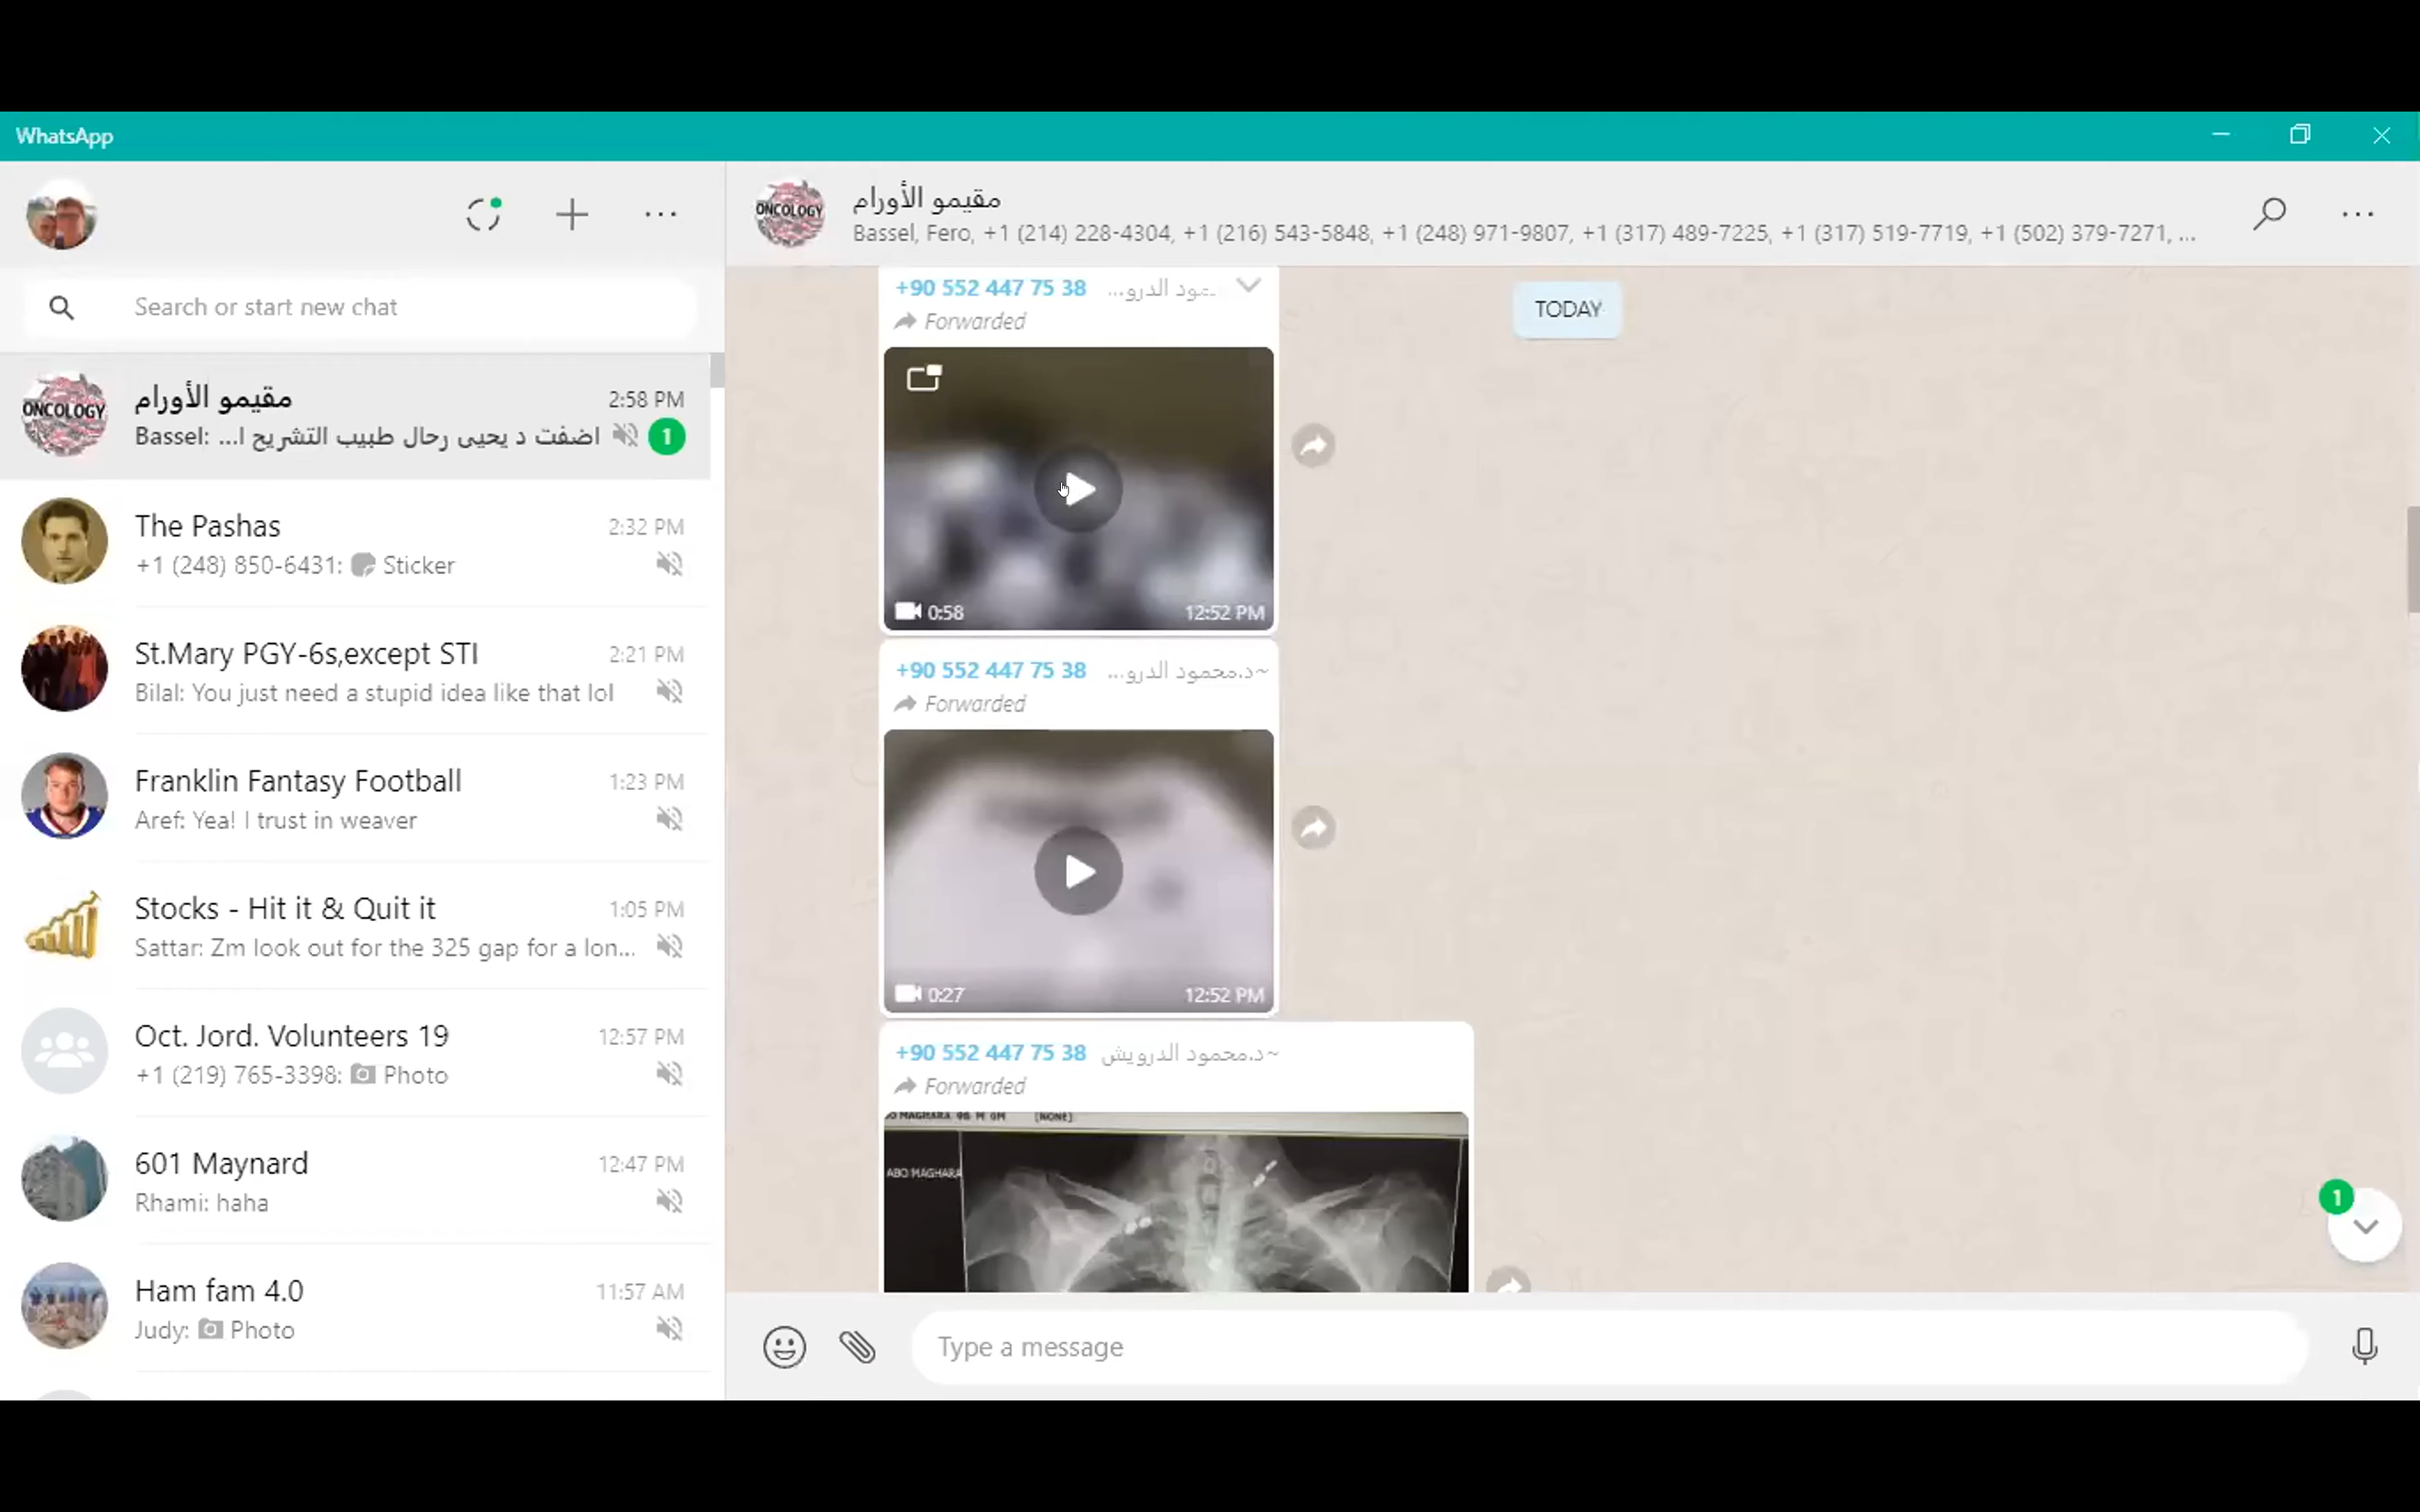 WhatsApp
Search or start new chat
ONCOLOGY
مقيمو الأورام
2:58 PM
Bassel: اضفت د يحيى رحال طبيب التشريح ا...
1
The Pashas
2:32 PM
+1 (248) 850-6431: Sticker
St.Mary PGY-6s,except STI
2:21 PM
Bilal: You just need a stupid idea like that lol
Franklin Fantasy Football
1:23 PM
Aref: Yea! I trust in weaver
Stocks - Hit it & Quit it
1:05 PM
Sattar: Zm look out for the 325 gap for a lon...
Oct. Jord. Volunteers 19
12:57 PM
+1 (219) 765-3398: Photo
601 Maynard
12:47 PM
Rhami: haha
Ham fam 4.0
11:57 AM
Judy: Photo
ONCOLOGY
مقيمو الأورام
Bassel, Fero, +1 (214) 228-4304, +1 (216) 543-5848, +1 (248) 971-9807, +1 (317) 489-7225, +1 (317) 519-7719, +1 (502) 379-7271, ...
TODAY
+90 552 447 75 38
Forwarded
0:58
12:52 PM
+90 552 447 75 38 ~د.محمود الدرو...
Forwarded
0:27
12:52 PM
+90 552 447 75 38 ~د.محمود الدرويش
Forwarded
MAGHARA
(NONE)
ABO MAGHARA
1
Type a message